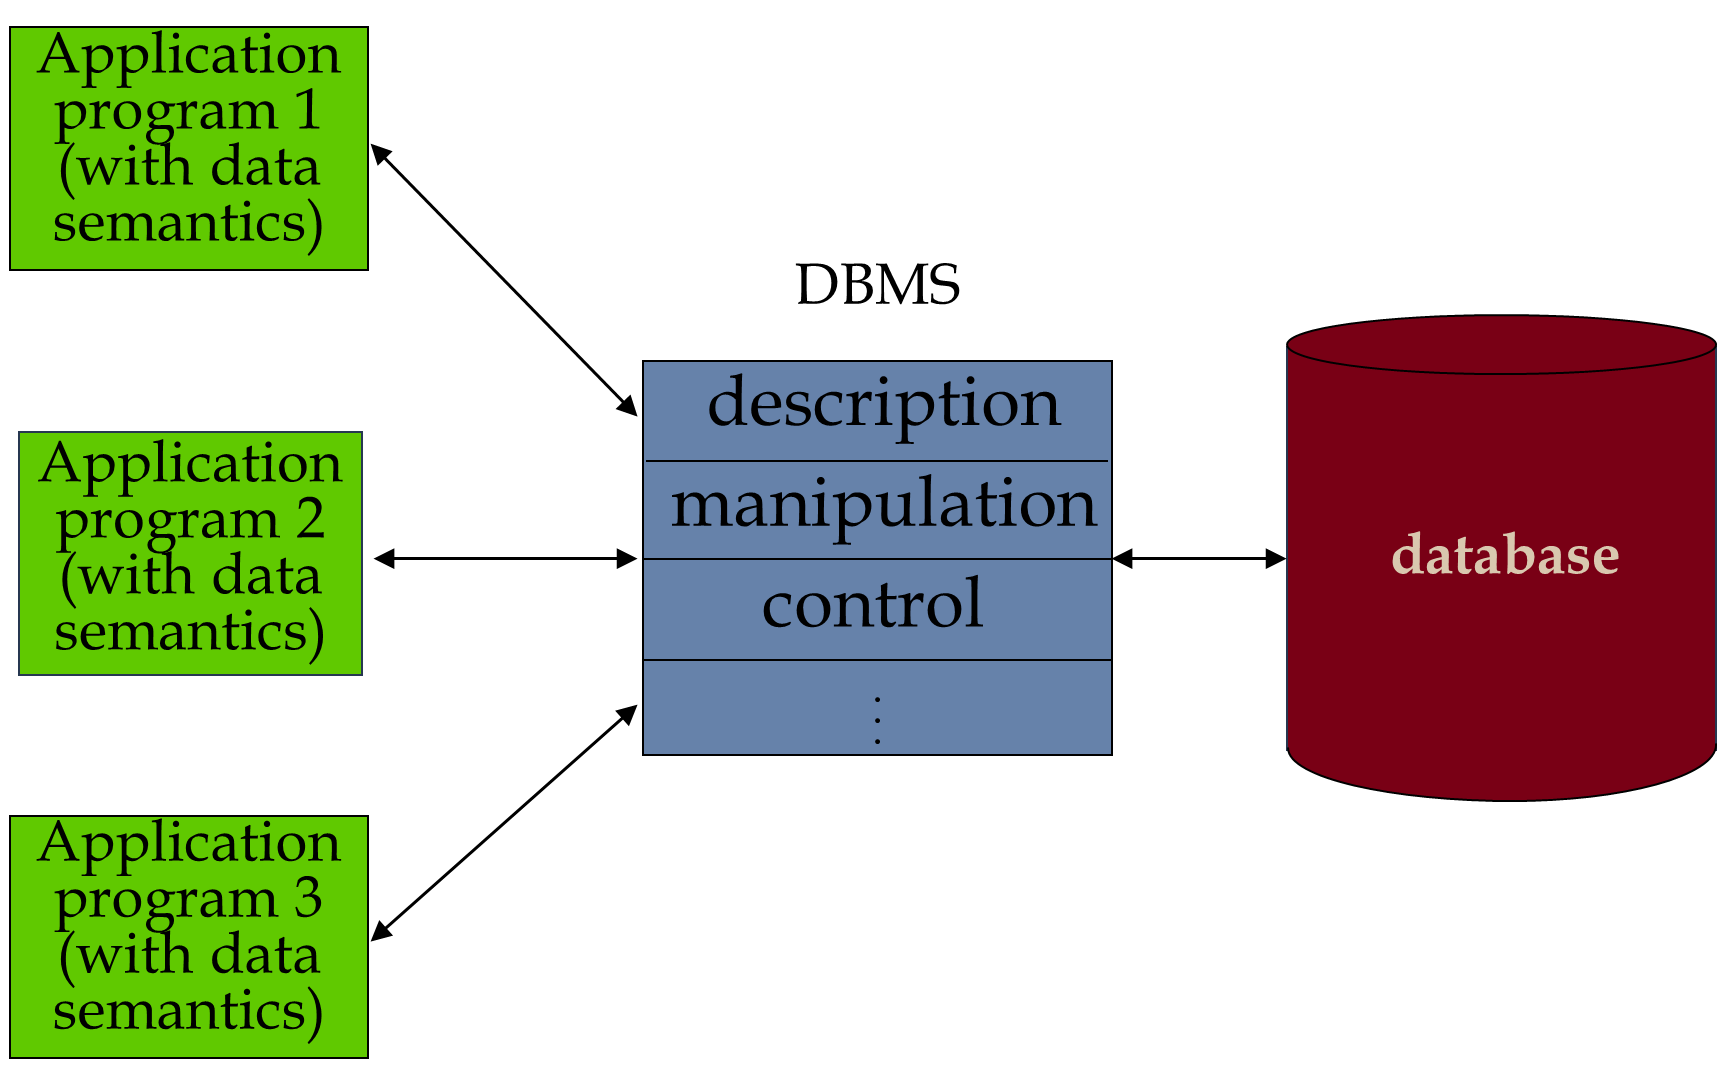 Application
program 1
(with data
semantics)
DBMS
description
manipulation
control
.
.
.
Application
program 2
(with data
semantics)
database
Application
program 3
(with data
semantics)